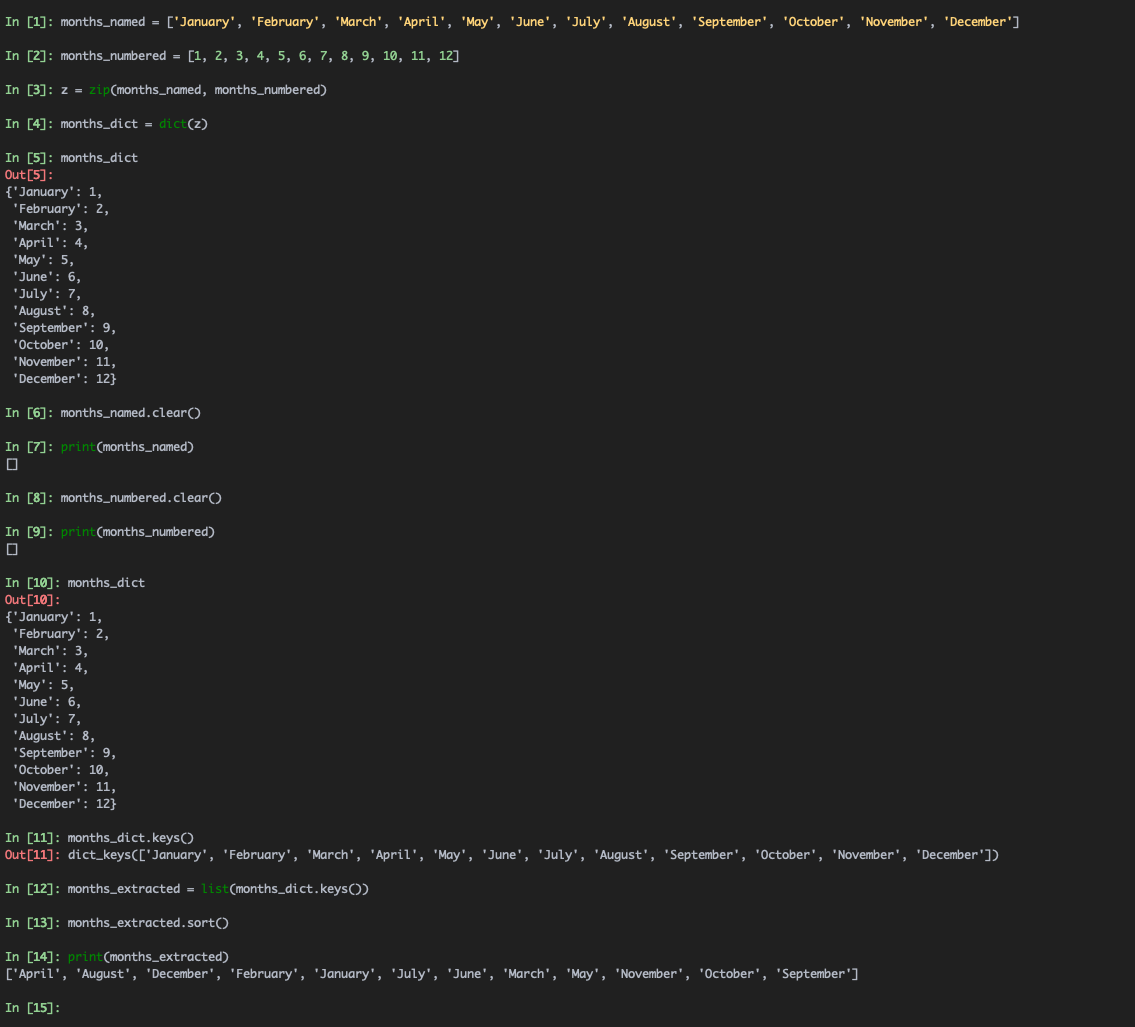 In [1]: months_named = ['January', 'February', 'March', 'April', 'May', 'June', 'July', 'August', 'September', 'October', 'November', 'December']
In [2]: months_numbered = [1, 2, 3, 4, 5, 6, 7, 8, 9, 10, 11, 12]
In [3]: z = zip(months_named, months_numbered)
In [4]: months_dict = dict(z)
In [5]: months_dict
Out[5]:
{'January': 1,
 'February': 2,
 'March': 3,
 'April': 4,
 'May': 5,
 'June': 6,
 'July': 7,
 'August': 8,
 'September': 9,
 'October': 10,
 'November': 11,
 'December': 12}
In [6]: months_named.clear()
In [7]: print(months_named)
[]
In [8]: months_numbered.clear()
In [9]: print(months_numbered)
[]
In [10]: months_dict
Out[10]:
{'January': 1,
 'February': 2,
 'March': 3,
 'April': 4,
 'May': 5,
 'June': 6,
 'July': 7,
 'August': 8,
 'September': 9,
 'October': 10,
 'November': 11,
 'December': 12}
In [11]: months_dict.keys()
Out[11]: dict_keys(['January', 'February', 'March', 'April', 'May', 'June', 'July', 'August', 'September', 'October', 'November', 'December'])
In [12]: months_extracted = list(months_dict.keys())
In [13]: months_extracted.sort()
In [14]: print(months_extracted)
['April', 'August', 'December', 'February', 'January', 'July', 'June', 'March', 'May', 'November', 'October', 'September']
In [15]: